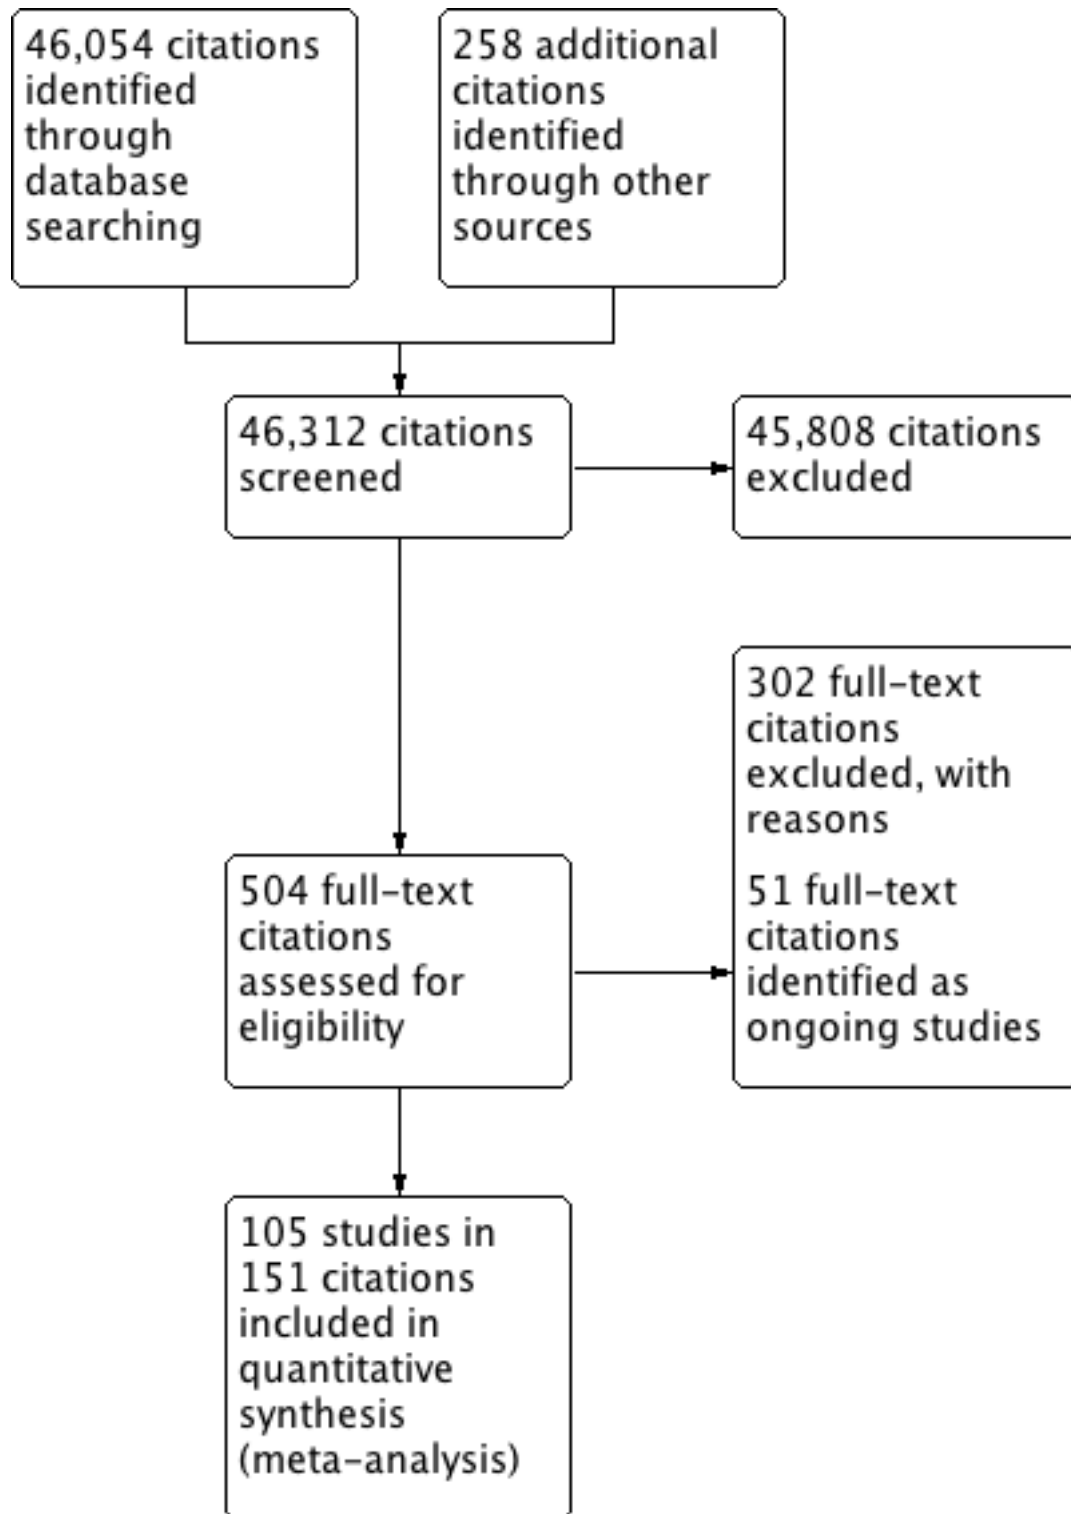 46,054 citations
identified
through
database
searching
258 additional
citations
identified
through other
sources
46,312 citations
screened
45,808 citations
excluded
302 full-text
citations
excluded, with
reasons
51 full-text
citations
identified as
ongoing studies
504 full-text
citations
assessed for
eligibility
105 studies in
151 citations
included in
quantitative
synthesis
(meta-analysis)